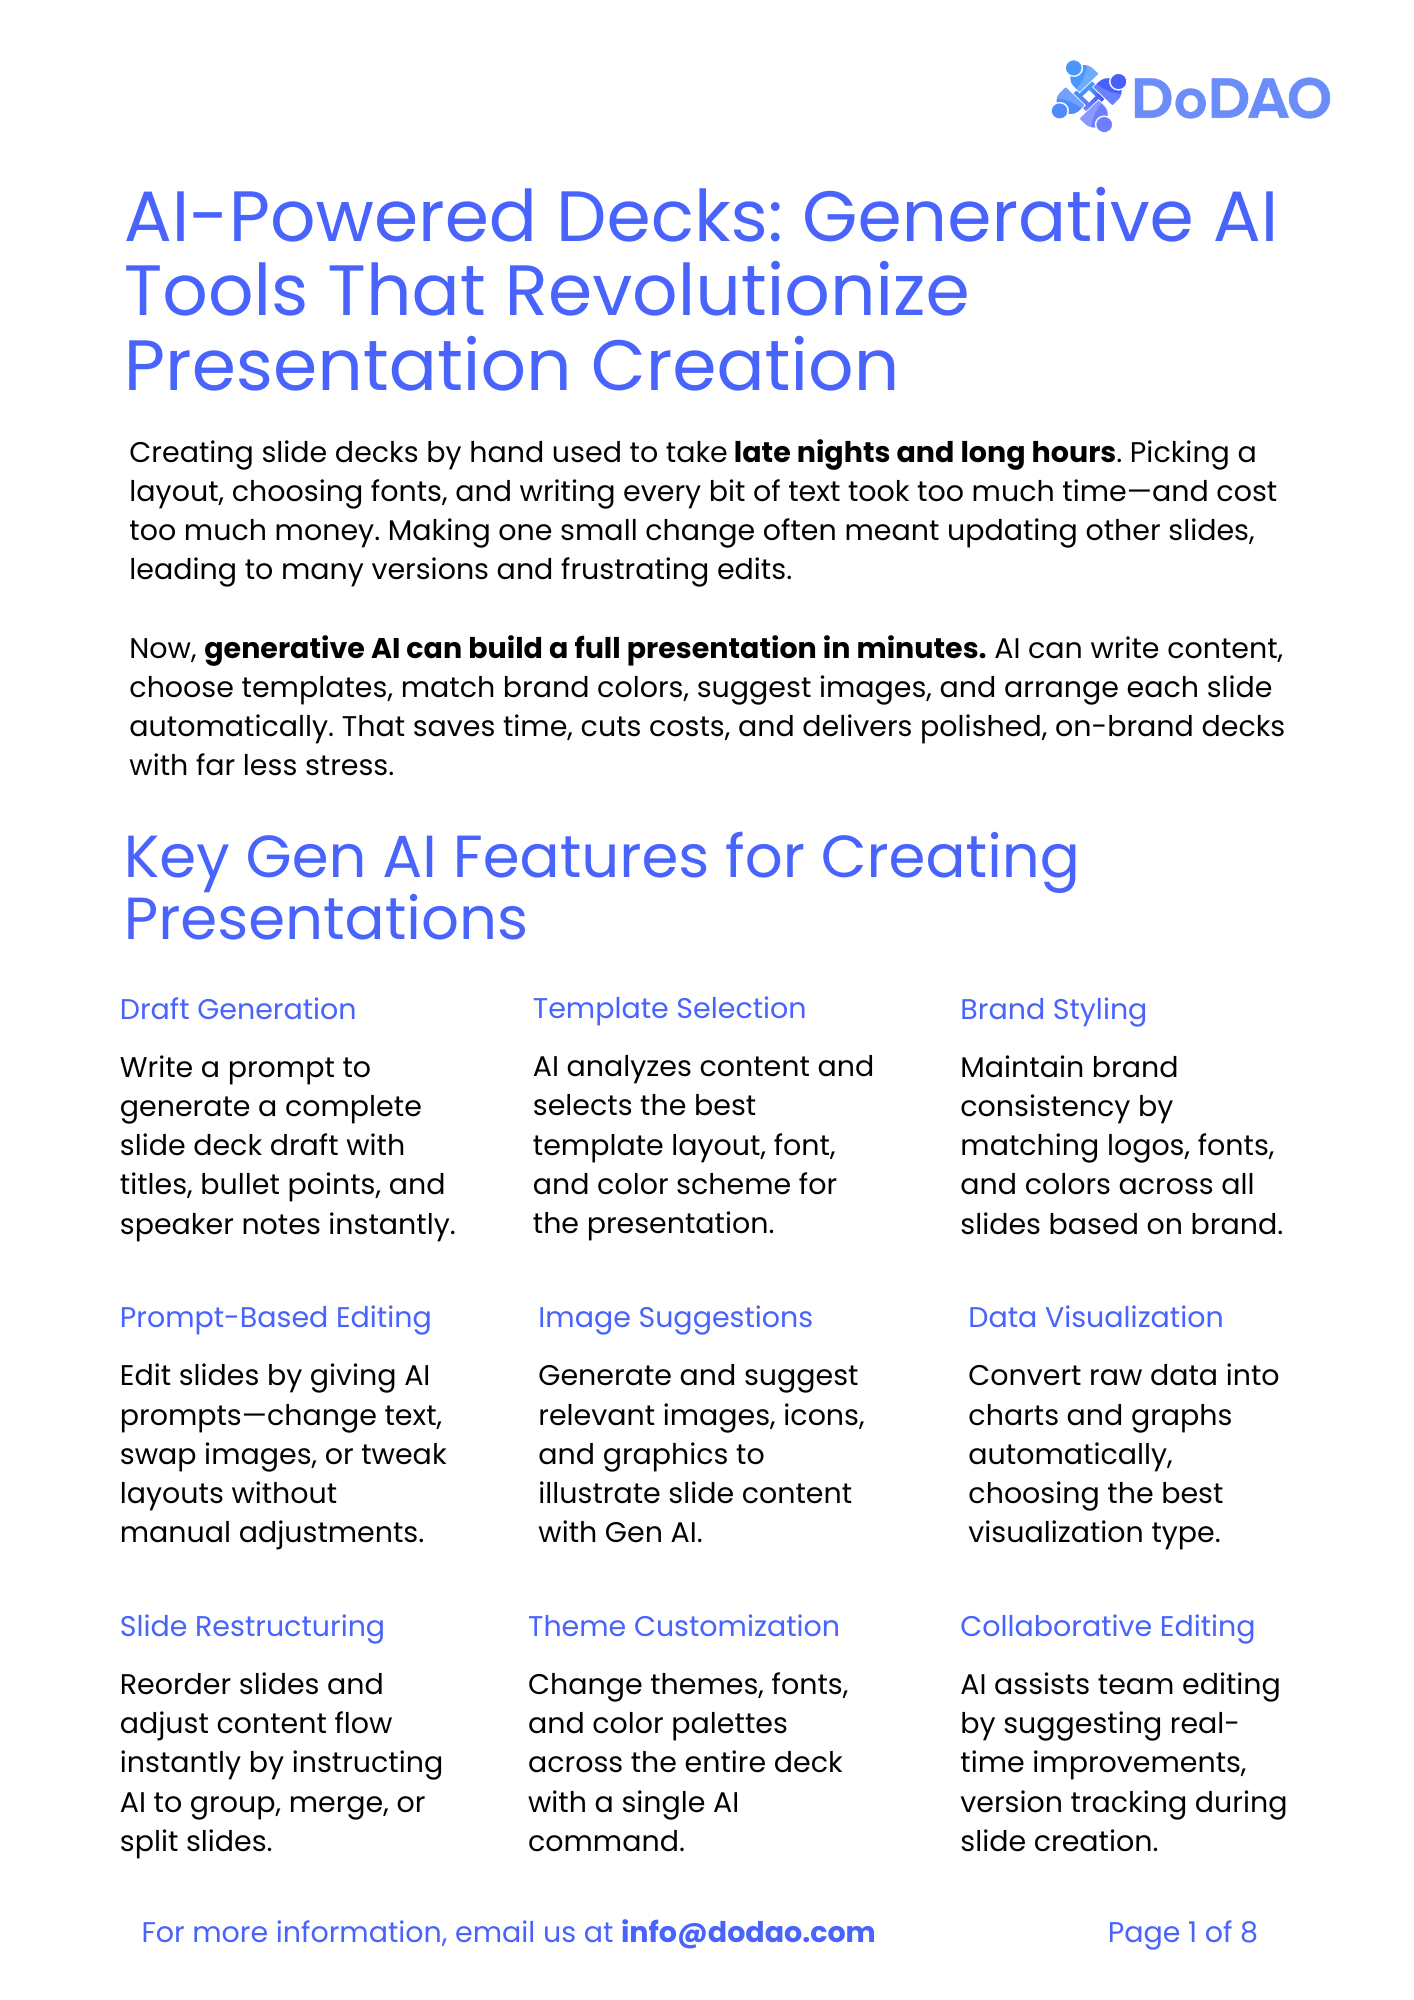 DoDAO
AI-Powered Decks: Generative AI
Tools That Revolutionize
Presentation Creation
Creating slide decks by hand used to take late nights and long hours. Picking a
layout, choosing fonts, and writing every bit of text took too much time—and cost
too much money. Making one small change often meant updating other slides,
leading to many versions and frustrating edits.
Now, generative AI can build a full presentation in minutes. AI can write content,
choose templates, match brand colors, suggest images, and arrange each slide
automatically. That saves time, cuts costs, and delivers polished, on-brand decks
with far less stress.
Key Gen AI Features for Creating
Presentations
Draft Generation
Write a prompt to
generate a complete
slide deck draft with
titles, bullet points, and
speaker notes instantly.
Template Selection
AI analyzes content and
selects the best
template layout, font,
and color scheme for
the presentation.
Brand Styling
Maintain brand
consistency by
matching logos, fonts,
and colors across all
slides based on brand.
Prompt-Based Editing
Edit slides by giving AI
prompts—change text,
swap images, or tweak
layouts without
manual adjustments.
Image Suggestions
Generate and suggest
relevant images, icons,
and graphics to
illustrate slide content
with Gen AI.
Data Visualization
Convert raw data into
charts and graphs
automatically,
choosing the best
visualization type.
Slide Restructuring
Reorder slides and
adjust content flow
instantly by instructing
AI to group, merge, or
split slides.
Theme Customization
Change themes, fonts,
and color palettes
across the entire deck
with a single AI
command.
Collaborative Editing
AI assists team editing
by suggesting real-
time improvements,
version tracking during
slide creation.
For more information, email us at info@dodao.com
Page 1 of 8